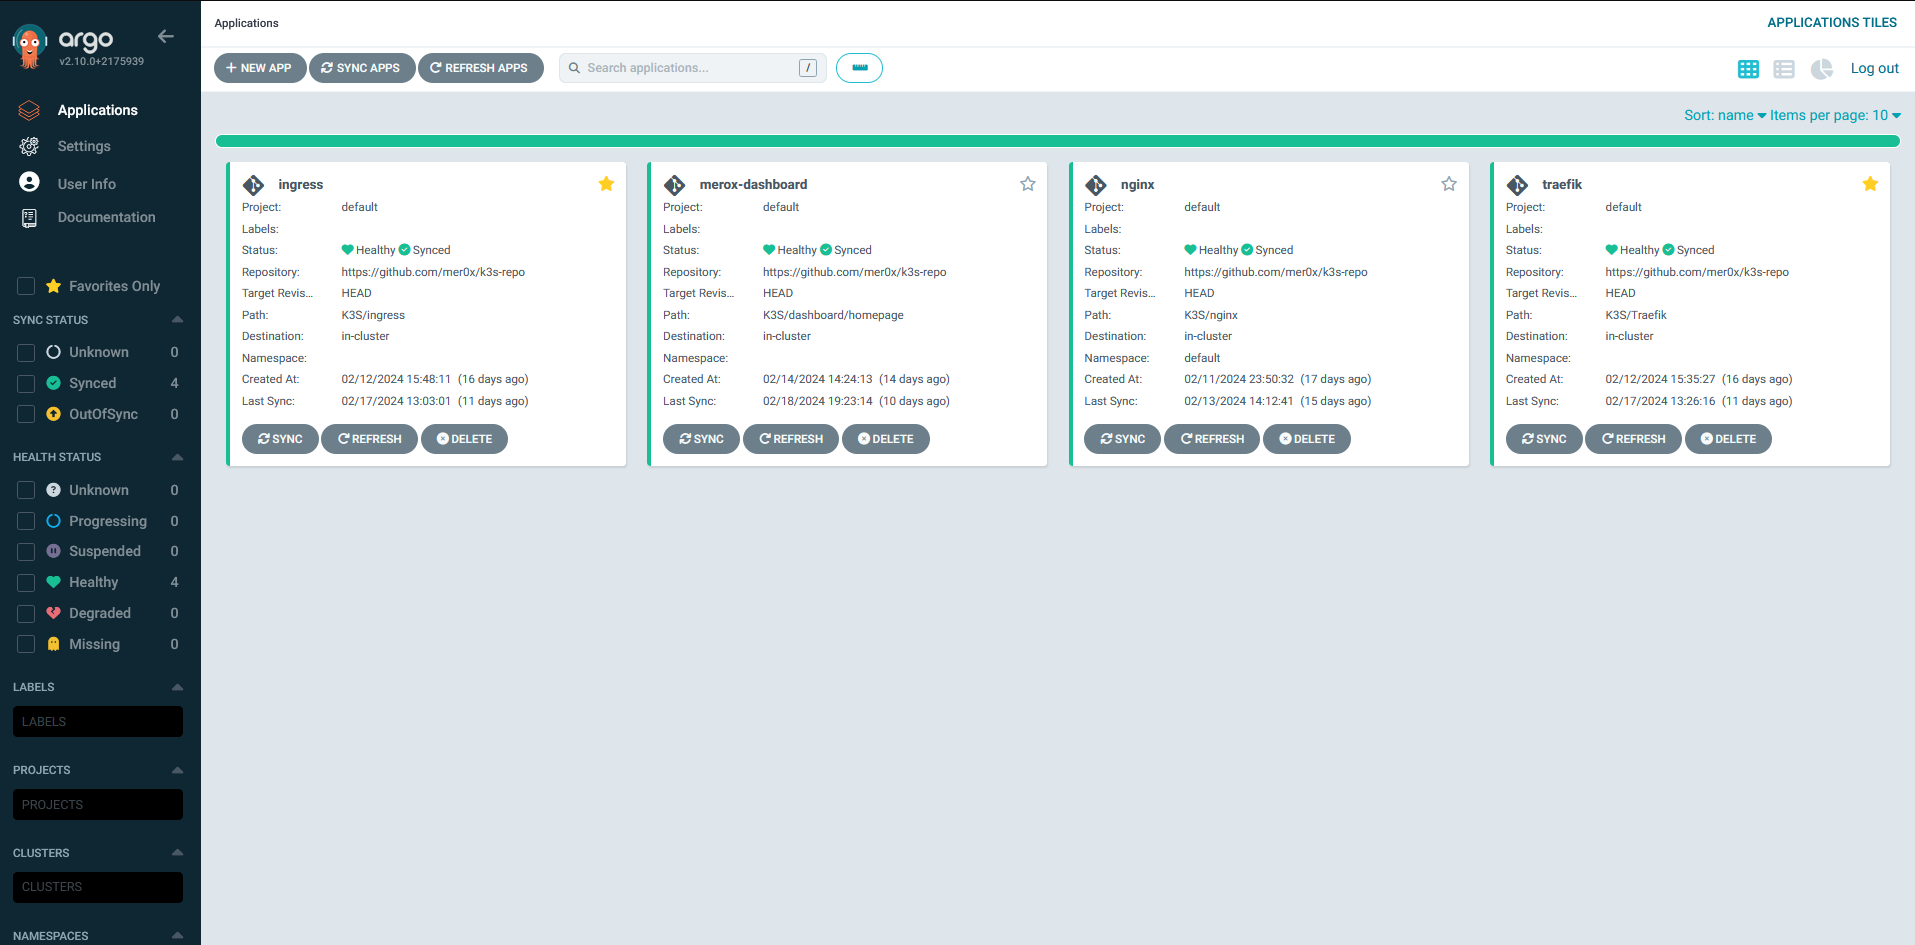 argo
v2.10.0+2175939
Applications
Settings
User Info
Documentation
Favorites Only
SYNC STATUS
Unknown 0
Synced 4
OutOfSync 0
HEALTH STATUS
Unknown 0
Progressing 0
Suspended 0
Healthy 4
Degraded 0
Missing 0
LABELS
LABELS
PROJECTS
PROJECTS
CLUSTERS
CLUSTERS
NAMESPACES
Applications
APPLICATIONS TILES
NEW APP SYNC APPS REFRESH APPS Search applications... / Log out
Sort: name Items per page: 10
ingress
Project: default
Labels:
Status: Healthy Synced
Repository: https://github.com/mer0x/k3s-repo
Target Revis... HEAD
Path: K3S/ingress
Destination: in-cluster
Namespace:
Created At: 02/12/2024 15:48:11 (16 days ago)
Last Sync: 02/17/2024 13:03:01 (11 days ago)
SYNC REFRESH DELETE
merox-dashboard
Project: default
Labels:
Status: Healthy Synced
Repository: https://github.com/mer0x/k3s-repo
Target Revis... HEAD
Path: K3S/dashboard/homepage
Destination: in-cluster
Namespace:
Created At: 02/14/2024 14:24:13 (14 days ago)
Last Sync: 02/18/2024 19:23:14 (10 days ago)
SYNC REFRESH DELETE
nginx
Project: default
Labels:
Status: Healthy Synced
Repository: https://github.com/mer0x/k3s-repo
Target Revis... HEAD
Path: K3S/nginx
Destination: in-cluster
Namespace: default
Created At: 02/11/2024 23:50:32 (17 days ago)
Last Sync: 02/13/2024 14:12:41 (15 days ago)
SYNC REFRESH DELETE
traefik
Project: default
Labels:
Status: Healthy Synced
Repository: https://github.com/mer0x/k3s-repo
Target Revis... HEAD
Path: K3S/Traefik
Destination: in-cluster
Namespace:
Created At: 02/12/2024 15:35:27 (16 days ago)
Last Sync: 02/17/2024 13:26:16 (11 days ago)
SYNC REFRESH DELETE